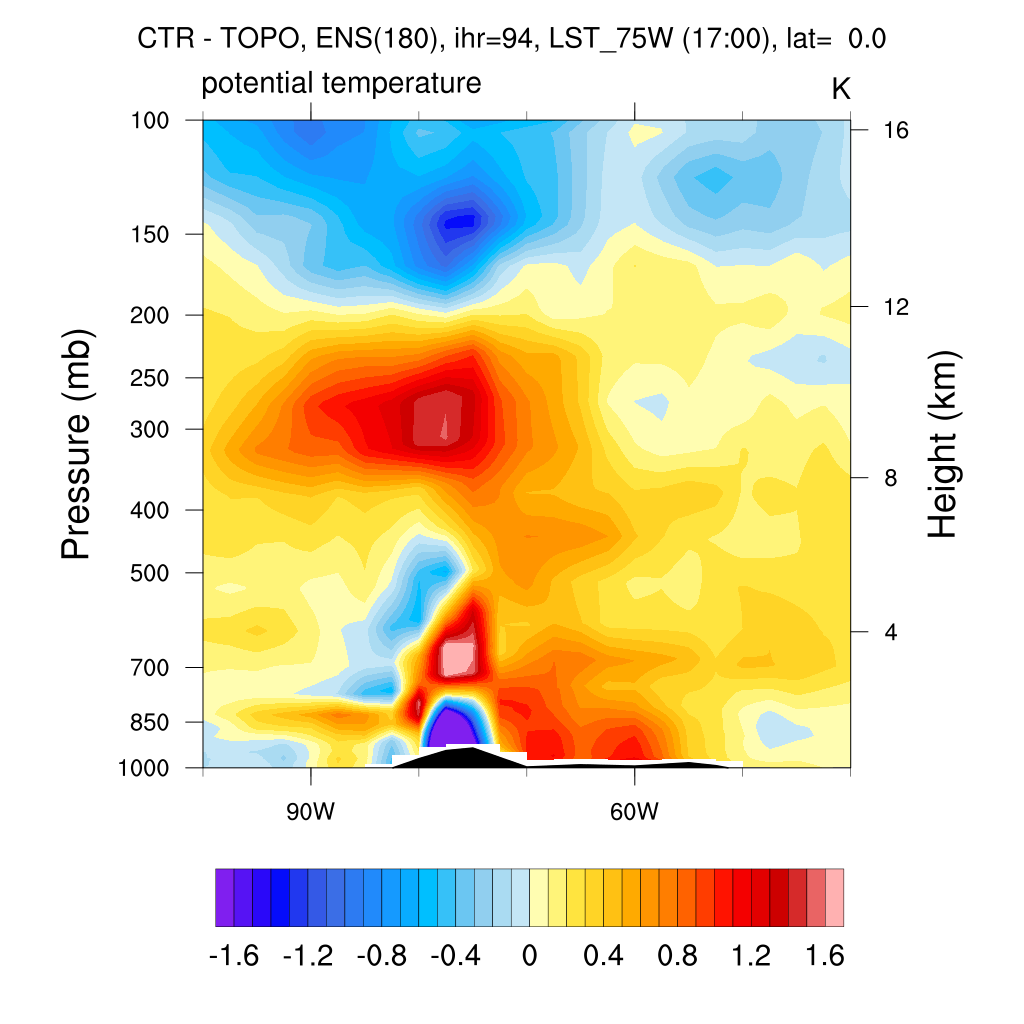 CTR - TOPO, ENS(180), ihr=94, LST_75W (17:00), lat=  0.0
potential temperature K
100
150
200
250
300
400
500
700
850
1000
Pressure (mb)
16
12
8
4
Height (km)
90W 60W
-1.6 -1.2 -0.8 -0.4 0 0.4 0.8 1.2 1.6